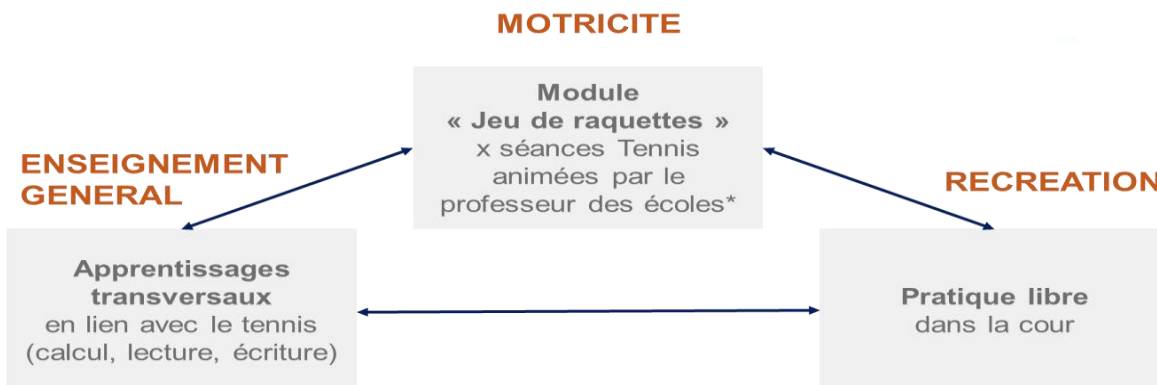 MOTRICITE
Module
« Jeu de raquettes »
x séances Tennis
animées par le
professeur des écoles*
ENSEIGNEMENT
GENERAL
RECREATION
Apprentissages
transversaux
en lien avec le tennis
(calcul, lecture, écriture)
Pratique libre
dans la cour